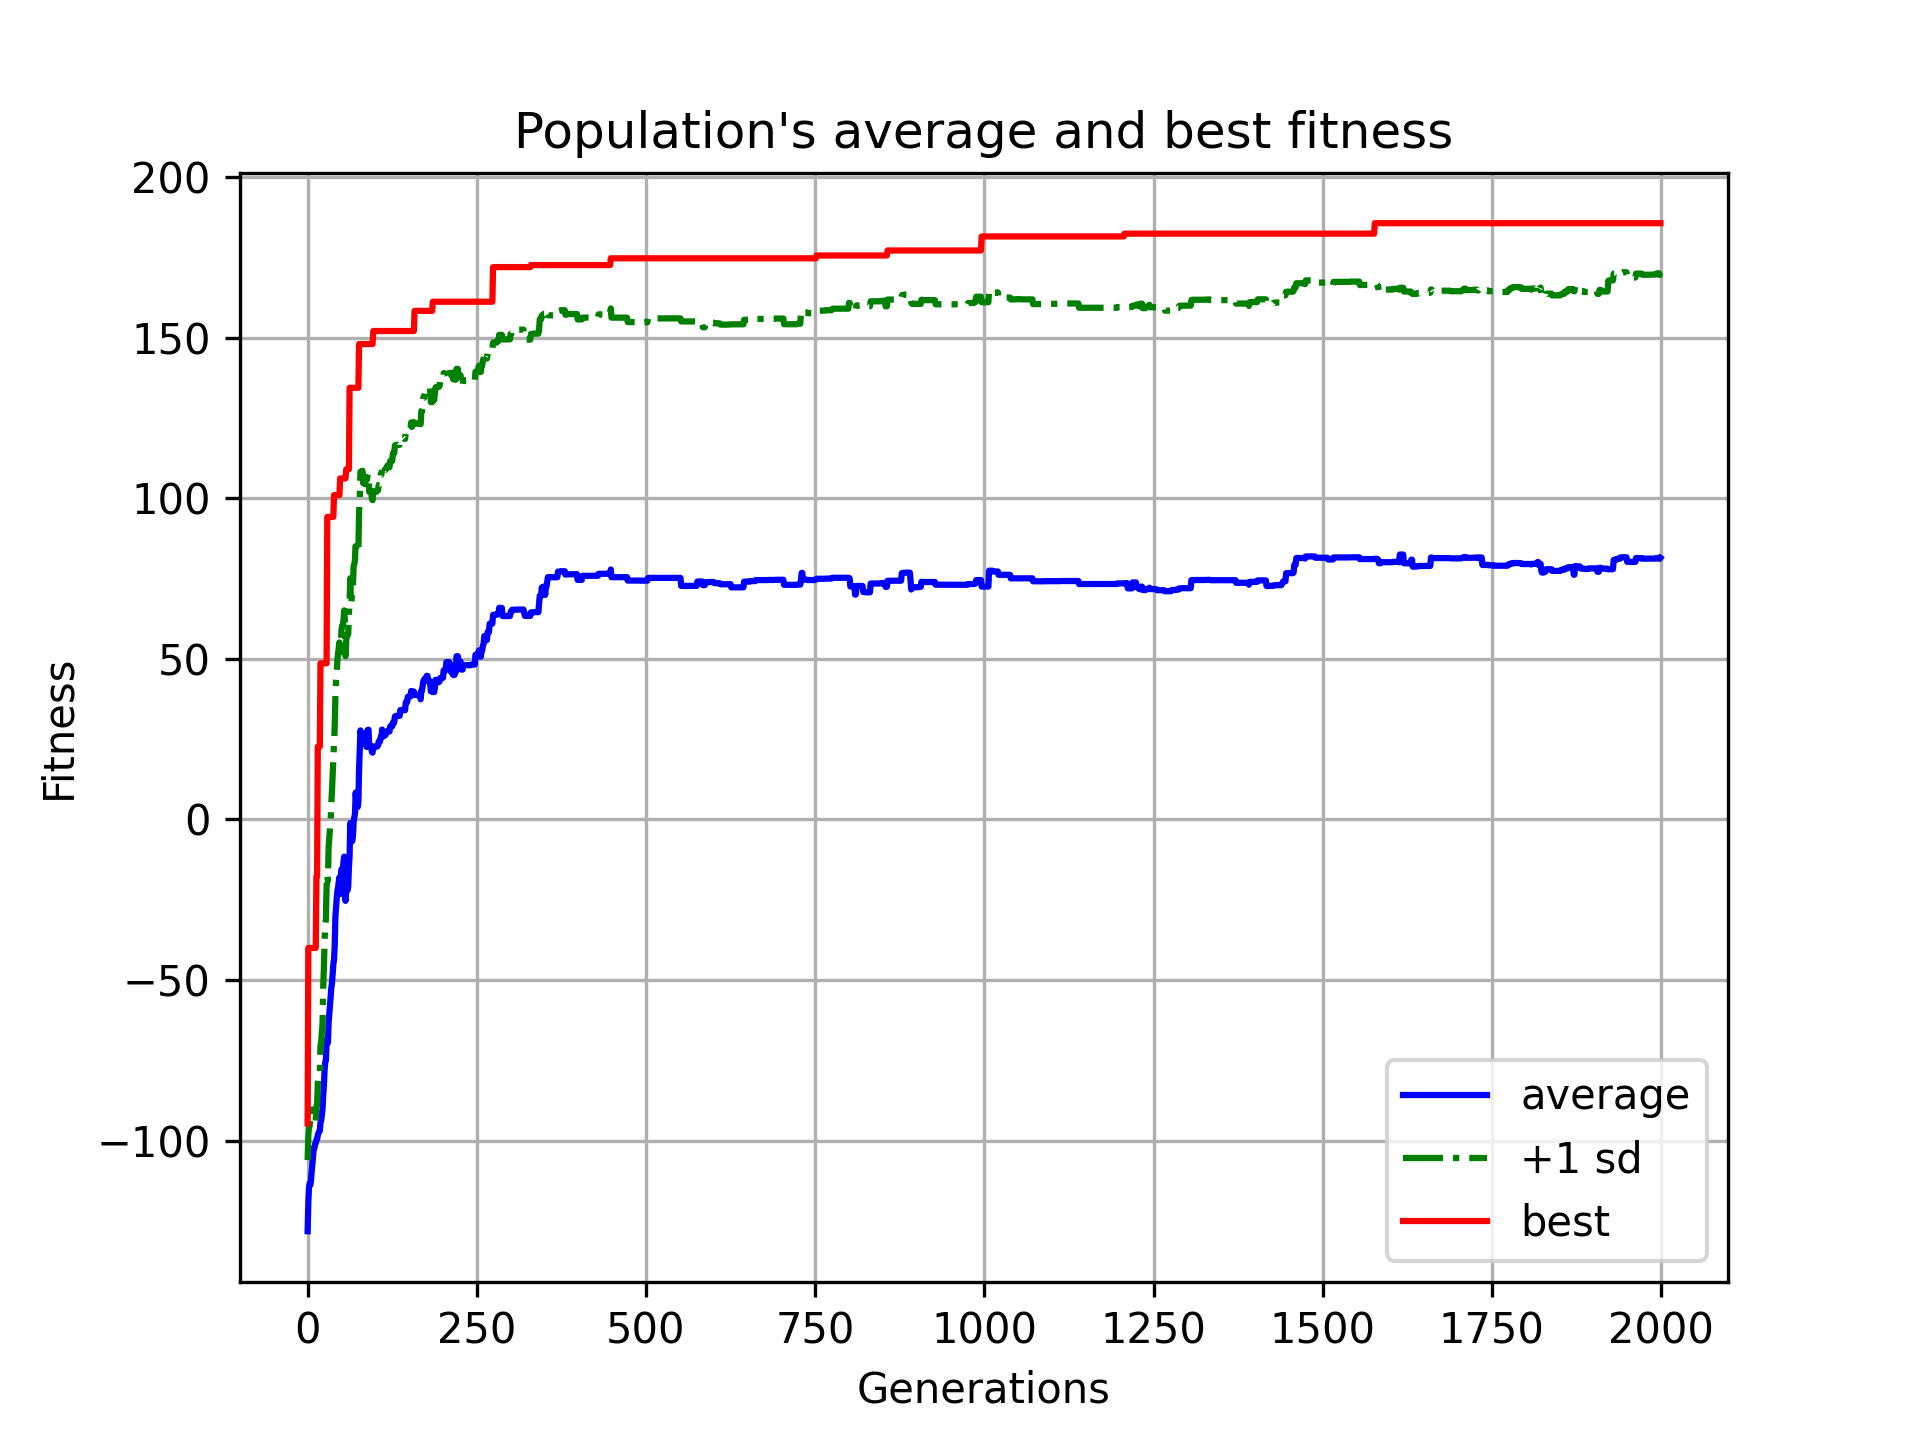 Population's average and best fitness
200
150
100
50
0
−50
−100
Fitness
0 250 500 750 1000 1250 1500 1750 2000
Generations
average
+1 sd
best